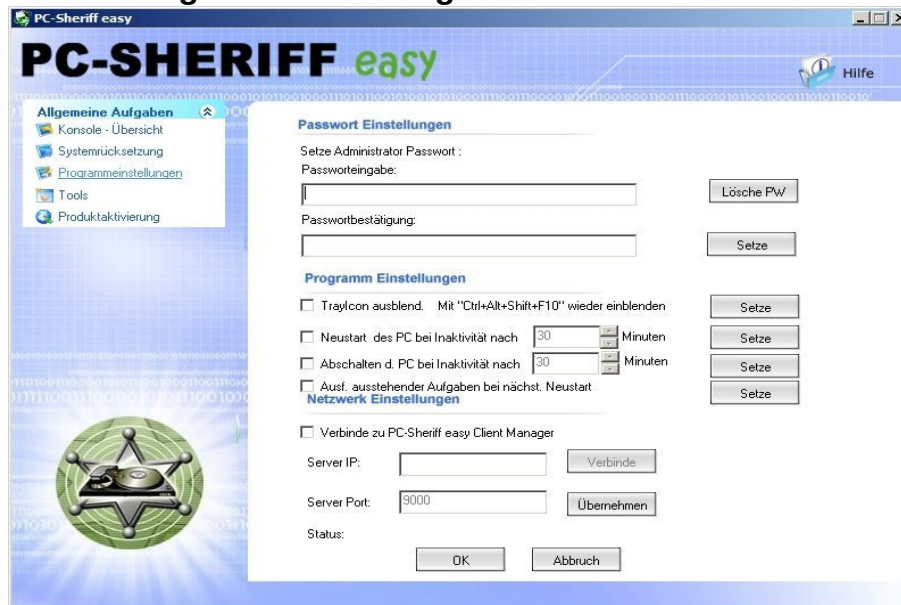 PC-Sheriff easy
PC-SHERIFF easy
Hilfe
Allgemeine Aufgaben
Konsole - Übersicht
Systemrücksetzung
Programmeinstellungen
Tools
Produktaktivierung
Passwort Einstellungen
Setze Administrator Passwort :
Passworteingabe:
Lösche PW
Passwortbestätigung:
Setze
Programm Einstellungen
TrayIcon ausblend. Mit "Ctrl+Alt+Shift+F10" wieder einblenden Setze
Neustart des PC bei Inaktivität nach 30 Minuten Setze
Abschalten d. PC bei Inaktivität nach 30 Minuten Setze
Ausf. ausstehender Aufgaben bei nächst. Neustart Setze
Netzwerk Einstellungen
Verbinde zu PC-Sheriff easy Client Manager
Server IP: Verbinde
Server Port: 9000 Übernehmen
Status:
OK Abbruch